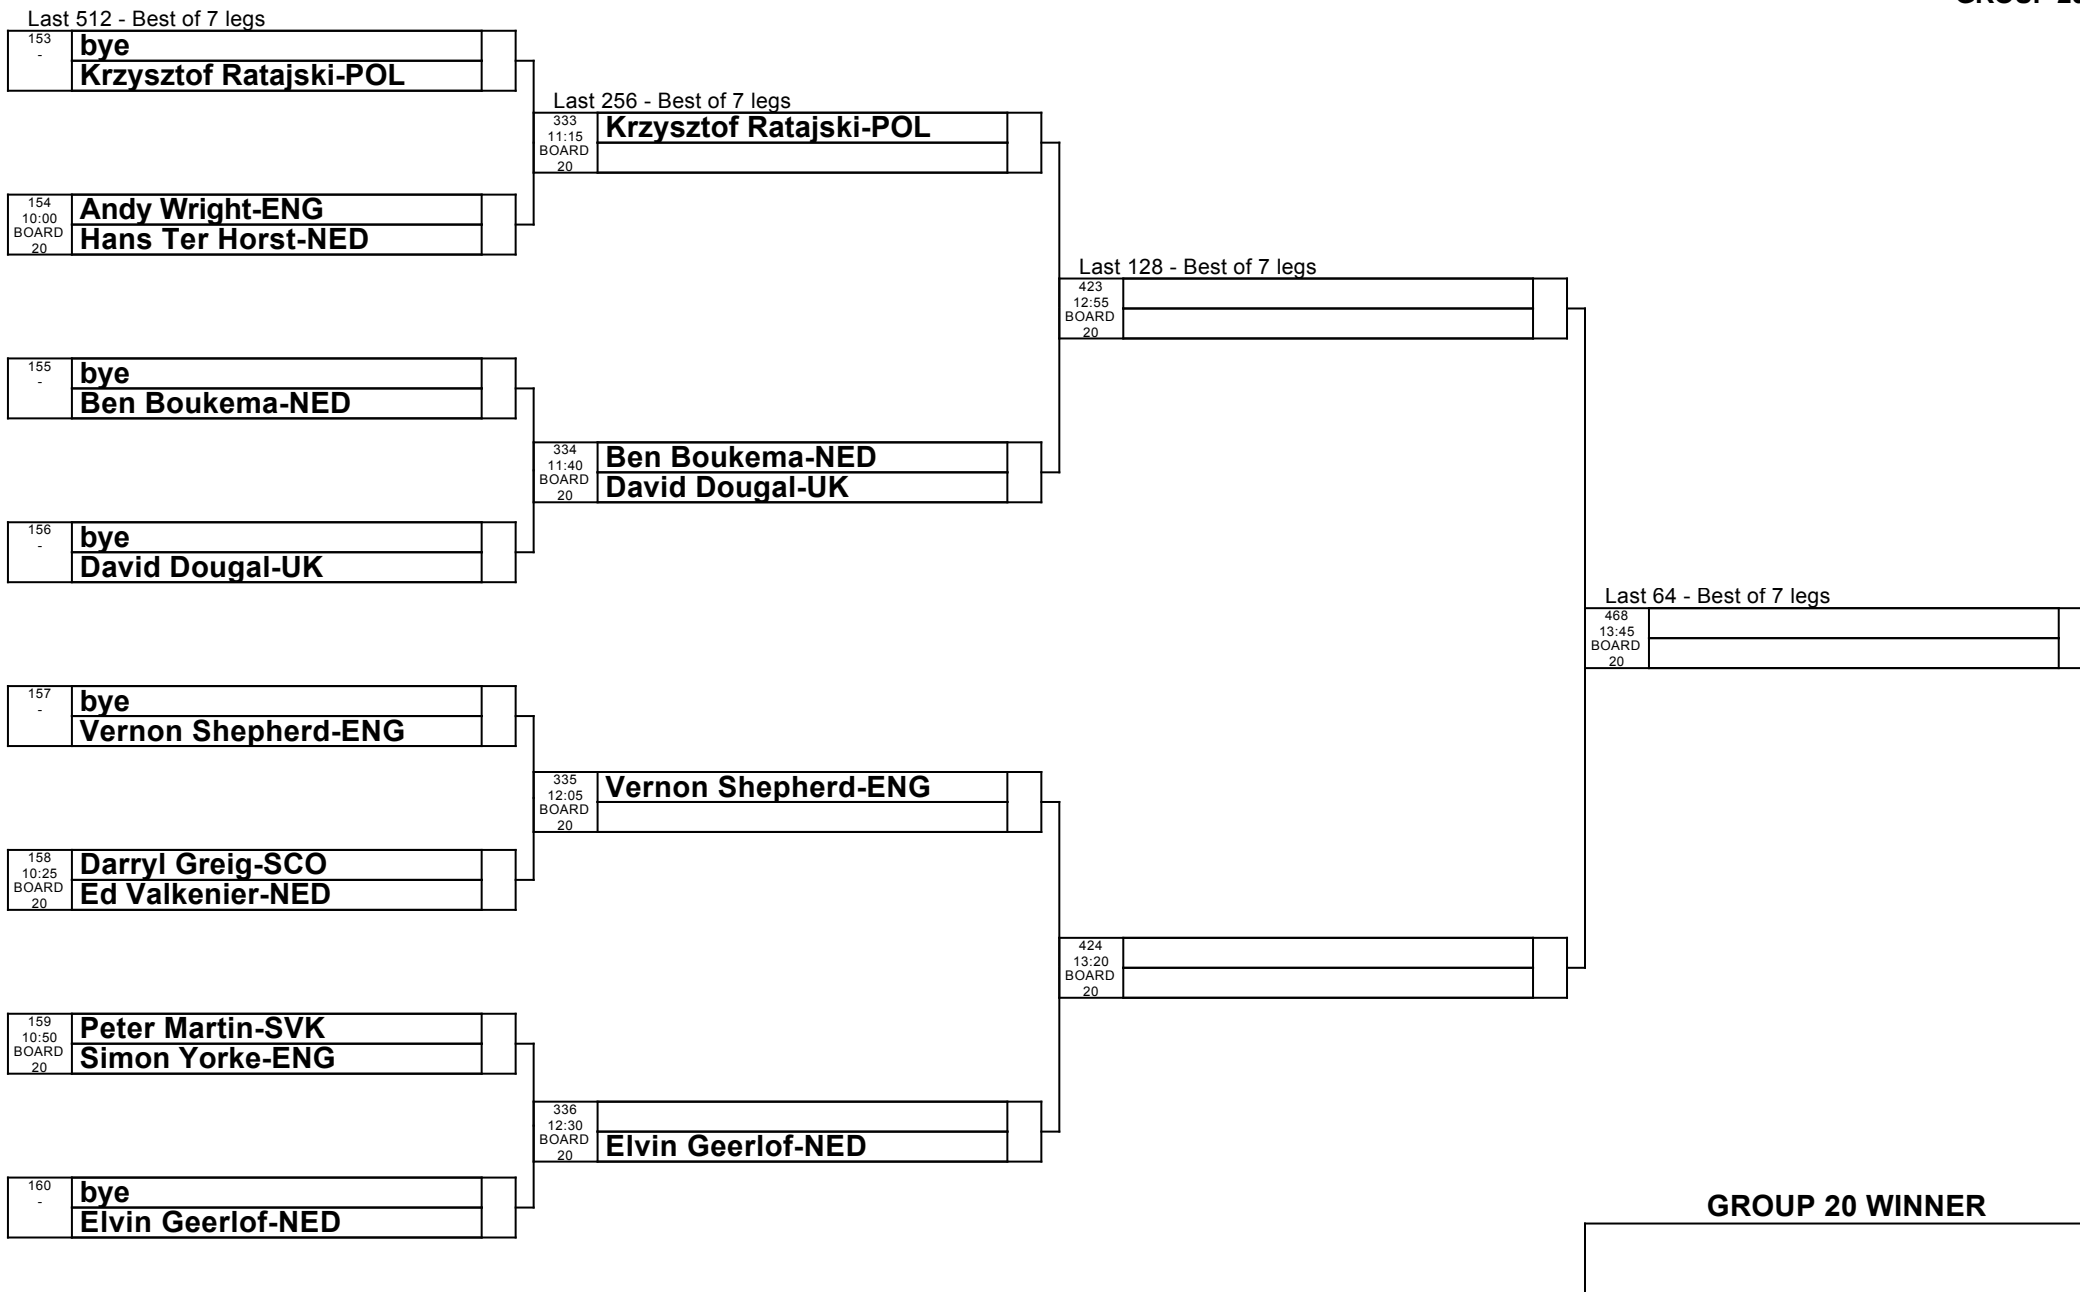 GROUP 20
Last 512 - Best of 7 legs
153
-
bye
Krzysztof Ratajski-POL
Last 256 - Best of 7 legs
333
11:15
BOARD
20
Krzysztof Ratajski-POL
154
10:00
BOARD
20
Andy Wright-ENG
Hans Ter Horst-NED
Last 128 - Best of 7 legs
423
12:55
BOARD
20
155
-
bye
Ben Boukema-NED
334
11:40
BOARD
20
Ben Boukema-NED
David Dougal-UK
156
-
bye
David Dougal-UK
Last 64 - Best of 7 legs
468
13:45
BOARD
20
157
-
bye
Vernon Shepherd-ENG
335
12:05
BOARD
20
Vernon Shepherd-ENG
158
10:25
BOARD
20
Darryl Greig-SCO
Ed Valkenier-NED
424
13:20
BOARD
20
159
10:50
BOARD
20
Peter Martin-SVK
Simon Yorke-ENG
336
12:30
BOARD
20
Elvin Geerlof-NED
160
-
bye
Elvin Geerlof-NED
GROUP 20 WINNER